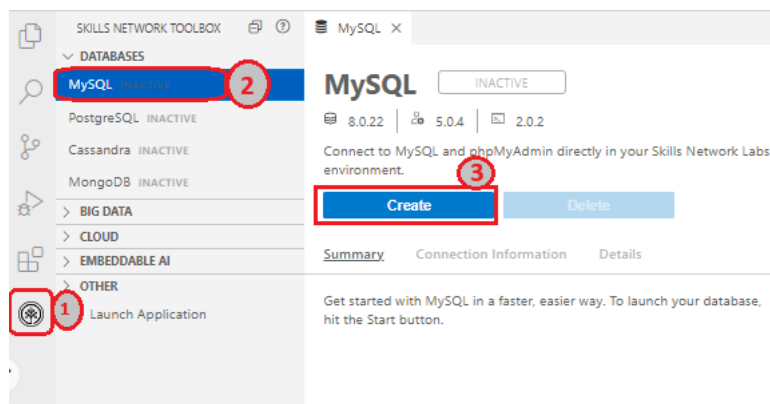 SKILLS NETWORK TOOLBOX
DATABASES
MySQL INACTIVE
2
PostgreSQL INACTIVE
Cassandra INACTIVE
MongoDB INACTIVE
BIG DATA
CLOUD
EMBEDDABLE AI
OTHER
1
Launch Application
MySQL
MySQL INACTIVE
8.0.22 5.0.4 2.0.2
Connect to MySQL and phpMyAdmin directly in your Skills Network Labs
environment.
3
Create Delete
Summary Connection Information Details
Get started with MySQL in a faster, easier way. To launch your database,
hit the Start button.